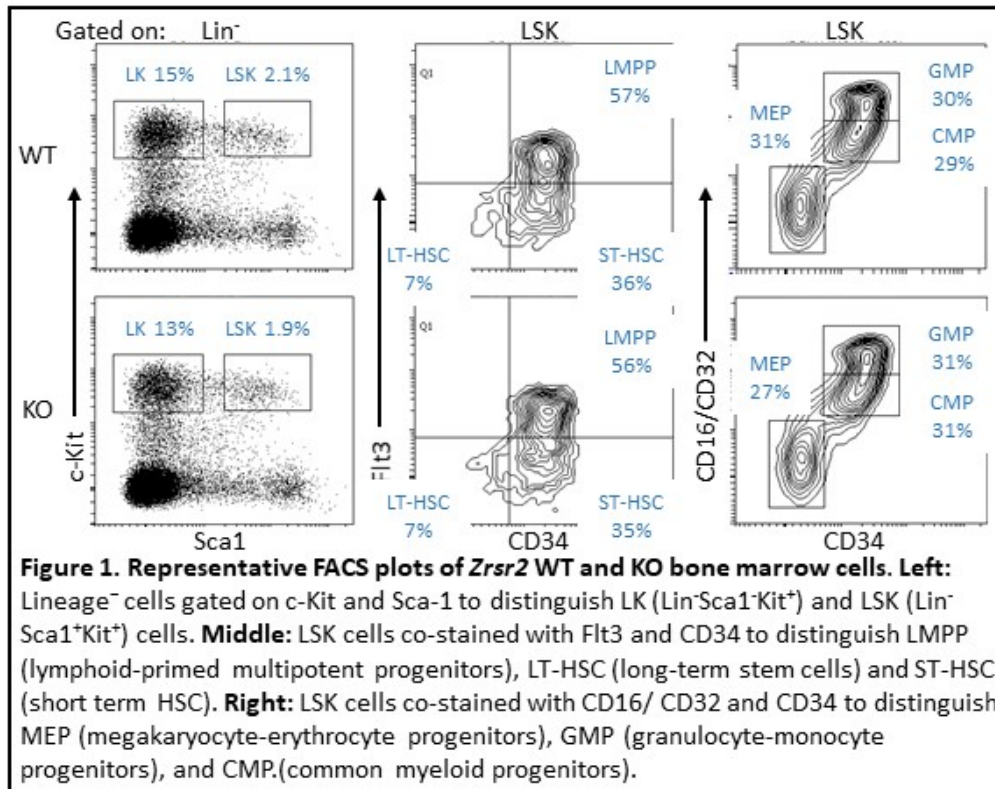 Gated on: Lin⁻ LSK LSK
LK 15% LSK 2.1%
Q1
LMPP
57%
LT-HSC
7%
ST-HSC
36%
MEP
31%
GMP
30%
CMP
29%
WT
LK 13% LSK 1.9%
Q1
LMPP
56%
LT-HSC
7%
ST-HSC
35%
MEP
27%
GMP
31%
CMP
31%
KO
c-Kit
Flt3
CD16/CD32
Sca1 CD34 CD34
Figure 1. Representative FACS plots of Zrsr2 WT and KO bone marrow cells. Left:
Lineage⁻ cells gated on c-Kit and Sca-1 to distinguish LK (Lin⁻Sca1⁻Kit⁺) and LSK (Lin⁻
Sca1⁺Kit⁺) cells. Middle: LSK cells co-stained with Flt3 and CD34 to distinguish LMPP
(lymphoid-primed multipotent progenitors), LT-HSC (long-term stem cells) and ST-HSC
(short term HSC). Right: LSK cells co-stained with CD16/ CD32 and CD34 to distinguish
MEP (megakaryocyte-erythrocyte progenitors), GMP (granulocyte-monocyte
progenitors), and CMP.(common myeloid progenitors).